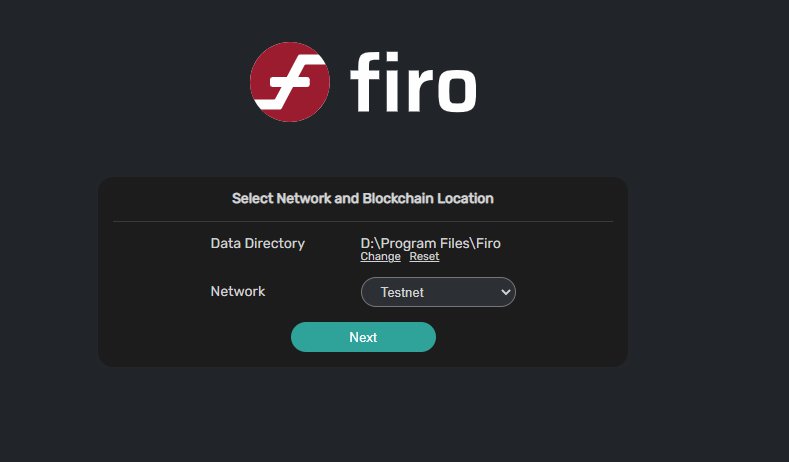 firo
Select Network and Blockchain Location
Data Directory
D:\Program Files\Firo
Change Reset
Network
Testnet
Next